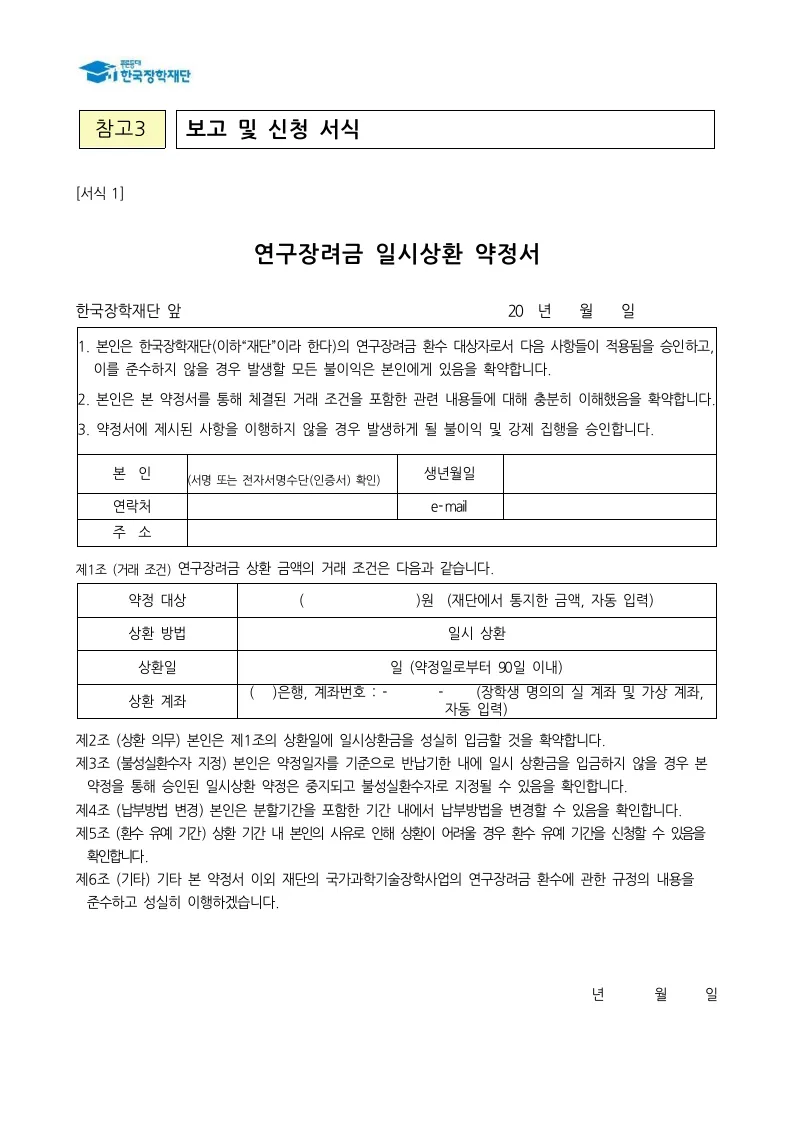 푸른등대
한국장학재단
참고3
보고 및 신청 서식
[서식 1]
연구장려금 일시상환 약정서
한국장학재단 앞 20 년 월 일
1. 본인은 한국장학재단(이하“재단”이라 한다)의 연구장려금 환수 대상자로서 다음 사항들이 적용됨을 승인하고,
이를 준수하지 않을 경우 발생할 모든 불이익은 본인에게 있음을 확약합니다.
2. 본인은 본 약정서를 통해 체결된 거래 조건을 포함한 관련 내용들에 대해 충분히 이해했음을 확약합니다.
3. 약정서에 제시된 사항을 이행하지 않을 경우 발생하게 될 불이익 및 강제 집행을 승인합니다.
본 인 (서명 또는 전자서명수단(인증서) 확인) 생년월일
연락처 e-mail
주 소
제1조 (거래 조건) 연구장려금 상환 금액의 거래 조건은 다음과 같습니다.
약정 대상 ( )원 (재단에서 통지한 금액, 자동 입력)
상환 방법 일시 상환
상환일 일 (약정일로부터 90일 이내)
상환 계좌 ( )은행, 계좌번호 : - - (장학생 명의의 실 계좌 및 가상 계좌,
자동 입력)
제2조 (상환 의무) 본인은 제1조의 상환일에 일시상환금을 성실히 입금할 것을 확약합니다.
제3조 (불성실환수자 지정) 본인은 약정일자를 기준으로 반납기한 내에 일시 상환금을 입금하지 않을 경우 본
약정을 통해 승인된 일시상환 약정은 중지되고 불성실환수자로 지정될 수 있음을 확인합니다.
제4조 (납부방법 변경) 본인은 분할기간을 포함한 기간 내에서 납부방법을 변경할 수 있음을 확인합니다.
제5조 (환수 유예 기간) 상환 기간 내 본인의 사유로 인해 상환이 어려울 경우 환수 유예 기간을 신청할 수 있음을
확인합니다.
제6조 (기타) 기타 본 약정서 이외 재단의 국가과학기술장학사업의 연구장려금 환수에 관한 규정의 내용을
준수하고 성실히 이행하겠습니다.
년 월 일